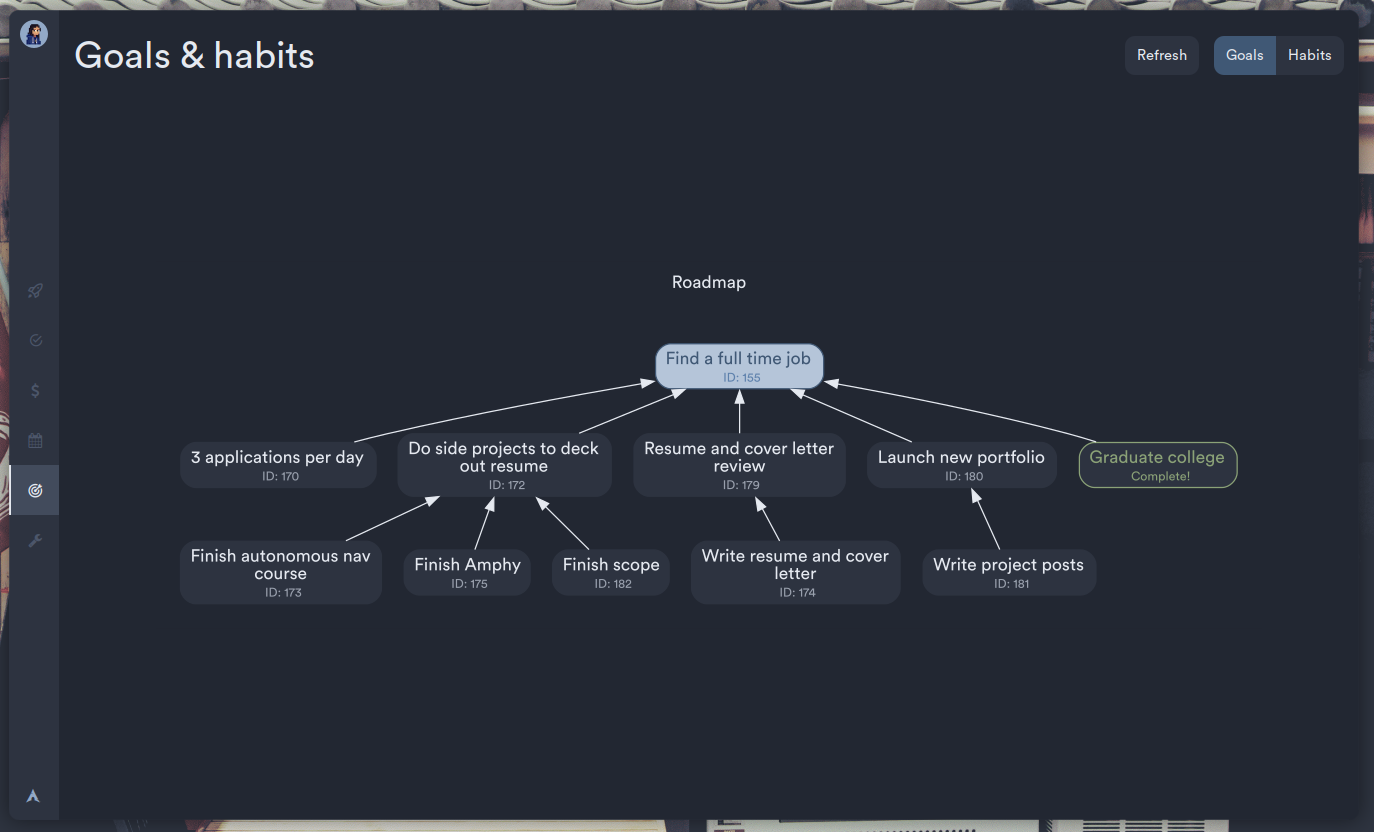 Goals & habits
Refresh
Goals
Habits
Roadmap
Find a full time job
ID: 155
3 applications per day
ID: 170
Do side projects to deck
out resume
ID: 172
Resume and cover letter
review
ID: 179
Launch new portfolio
ID: 180
Graduate college
Complete!
Finish autonomous nav
course
ID: 173
Finish Amphy
ID: 175
Finish scope
ID: 182
Write resume and cover
letter
ID: 174
Write project posts
ID: 181